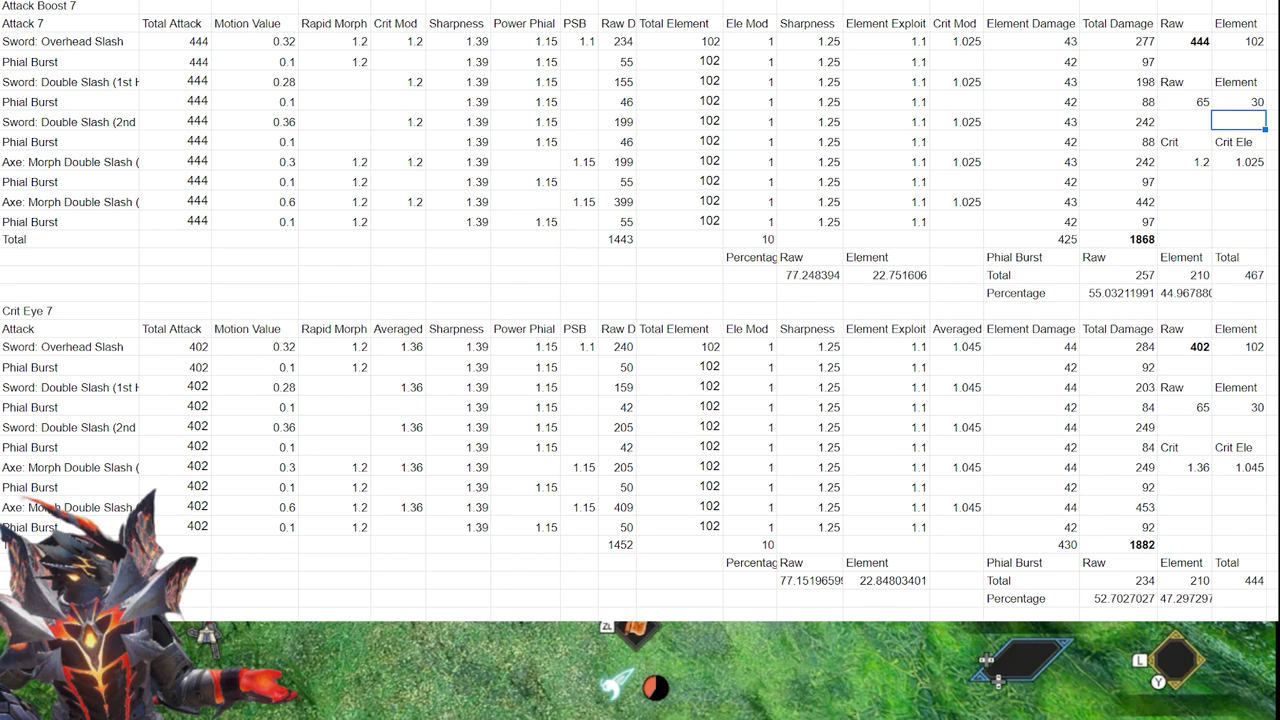 Attack Boost 7
Attack 7 Total Attack Motion Value Rapid Morph Crit Mod Sharpness Power Phial PSB Raw D Total Element Ele Mod Sharpness Element Exploit Crit Mod Element Damage Total Damage Raw Element
Sword: Overhead Slash 444 0.32 1.2 1.2 1.39 1.15 1.1 234 102 1 1.25 1.1 1.025 43 277 444 102
Phial Burst 444 0.1 1.2 1.39 1.15 55 102 1 1.25 1.1 42 97
Sword: Double Slash (1st H 444 0.28 1.2 1.39 1.15 155 102 1 1.25 1.1 1.025 43 198 Raw Element
Phial Burst 444 0.1 1.39 1.15 46 102 1 1.25 1.1 42 88 65 30
Sword: Double Slash (2nd 444 0.36 1.2 1.39 1.15 199 102 1 1.25 1.1 1.025 43 242
Phial Burst 444 0.1 1.39 1.15 46 102 1 1.25 1.1 42 88 Crit Crit Ele
Axe: Morph Double Slash ( 444 0.3 1.2 1.2 1.39 1.15 199 102 1 1.25 1.1 1.025 43 242 1.2 1.025
Phial Burst 444 0.1 1.2 1.39 1.15 55 102 1 1.25 1.1 42 97
Axe: Morph Double Slash ( 444 0.6 1.2 1.2 1.39 1.15 399 102 1 1.25 1.1 1.025 43 442
Phial Burst 444 0.1 1.2 1.39 1.15 55 102 1 1.25 1.1 42 97
Total 1443 10 425 1868
Percentag Raw Element Phial Burst Raw Element Total
77.248394 22.751606 Total 257 210 467
Percentage 55.03211991 44.967880
Crit Eye 7
Attack Total Attack Motion Value Rapid Morph Averaged Sharpness Power Phial PSB Raw D Total Element Ele Mod Sharpness Element Exploit Averaged Element Damage Total Damage Raw Element
Sword: Overhead Slash 402 0.32 1.2 1.36 1.39 1.15 1.1 240 102 1 1.25 1.1 1.045 44 284 402 102
Phial Burst 402 0.1 1.2 1.39 1.15 50 102 1 1.25 1.1 42 92
Sword: Double Slash (1st H 402 0.28 1.36 1.39 1.15 159 102 1 1.25 1.1 1.045 44 203 Raw Element
Phial Burst 402 0.1 1.39 1.15 42 102 1 1.25 1.1 42 84 65 30
Sword: Double Slash (2nd 402 0.36 1.36 1.39 1.15 205 102 1 1.25 1.1 1.045 44 249
Phial Burst 402 0.1 1.39 1.15 42 102 1 1.25 1.1 42 84 Crit Crit Ele
Axe: Morph Double Slash ( 402 0.3 1.2 1.36 1.39 1.15 205 102 1 1.25 1.1 1.045 44 249 1.36 1.045
Phial Burst 402 0.1 1.2 1.39 1.15 50 102 1 1.25 1.1 42 92
Axe: Morph Double Slash 402 0.6 1.2 1.36 1.39 1.15 409 102 1 1.25 1.1 1.045 44 453
Phial Burst 402 0.1 1.2 1.39 1.15 50 102 1 1.25 1.1 42 92
1452 10 430 1882
Percentag Raw Element Phial Burst Raw Element Total
77.1519659 22.84803401 Total 234 210 444
Percentage 52.7027027 47.297297
ZL
L
Y